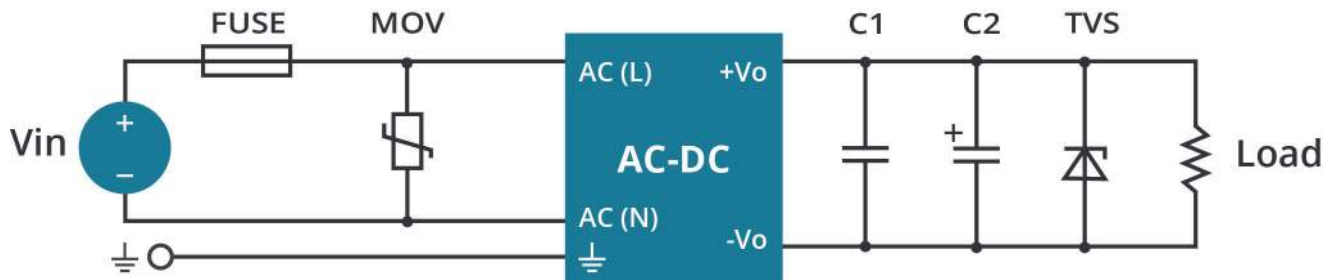 FUSE
MOV
C1
C2
TVS
AC (L)
+Vo
+
Vin
+
AC-DC
Load
−
AC (N)
-Vo